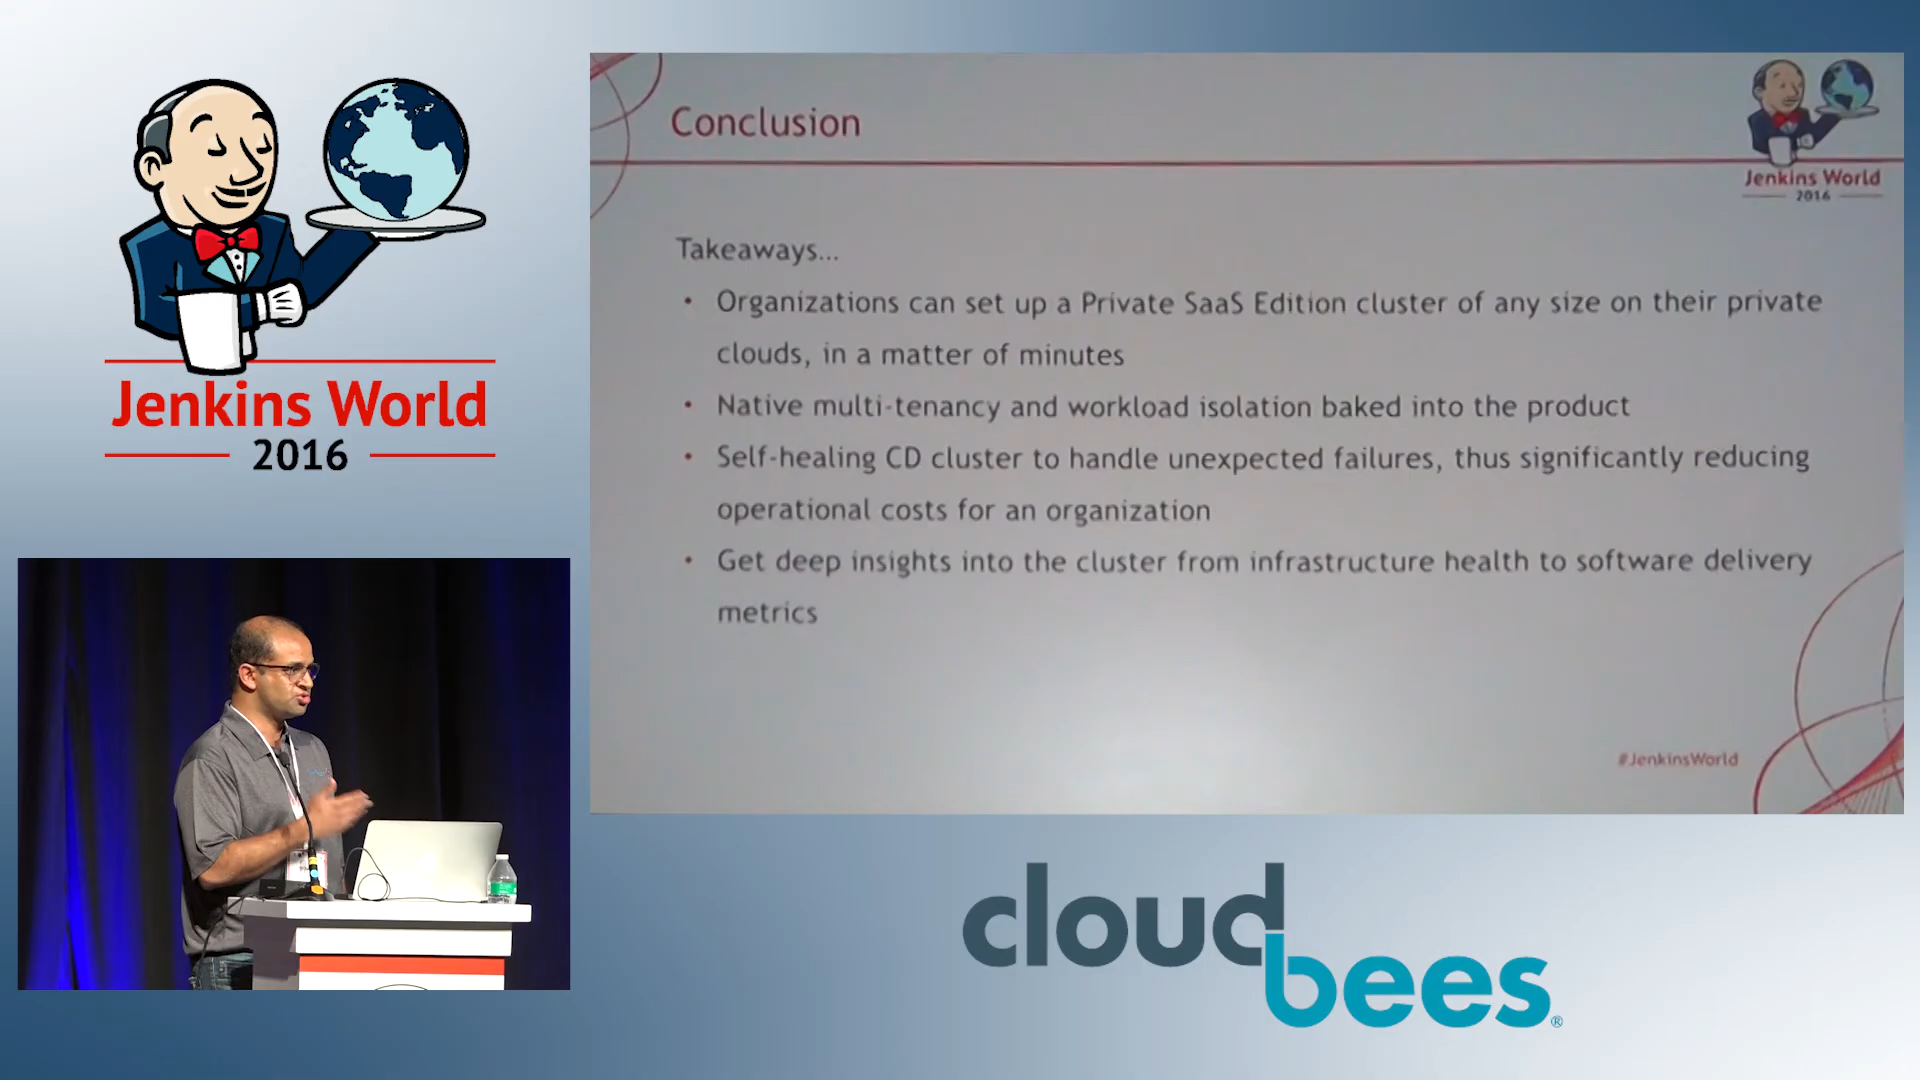 Jenkins World
2016
Conclusion
Jenkins World
2016
Takeaways...
• Organizations can set up a Private SaaS Edition cluster of any size on their private
clouds, in a matter of minutes
• Native multi-tenancy and workload isolation baked into the product
• Self-healing CD cluster to handle unexpected failures, thus significantly reducing
operational costs for an organization
• Get deep insights into the cluster from infrastructure health to software delivery
metrics
#JenkinsWorld
cloud
bees®